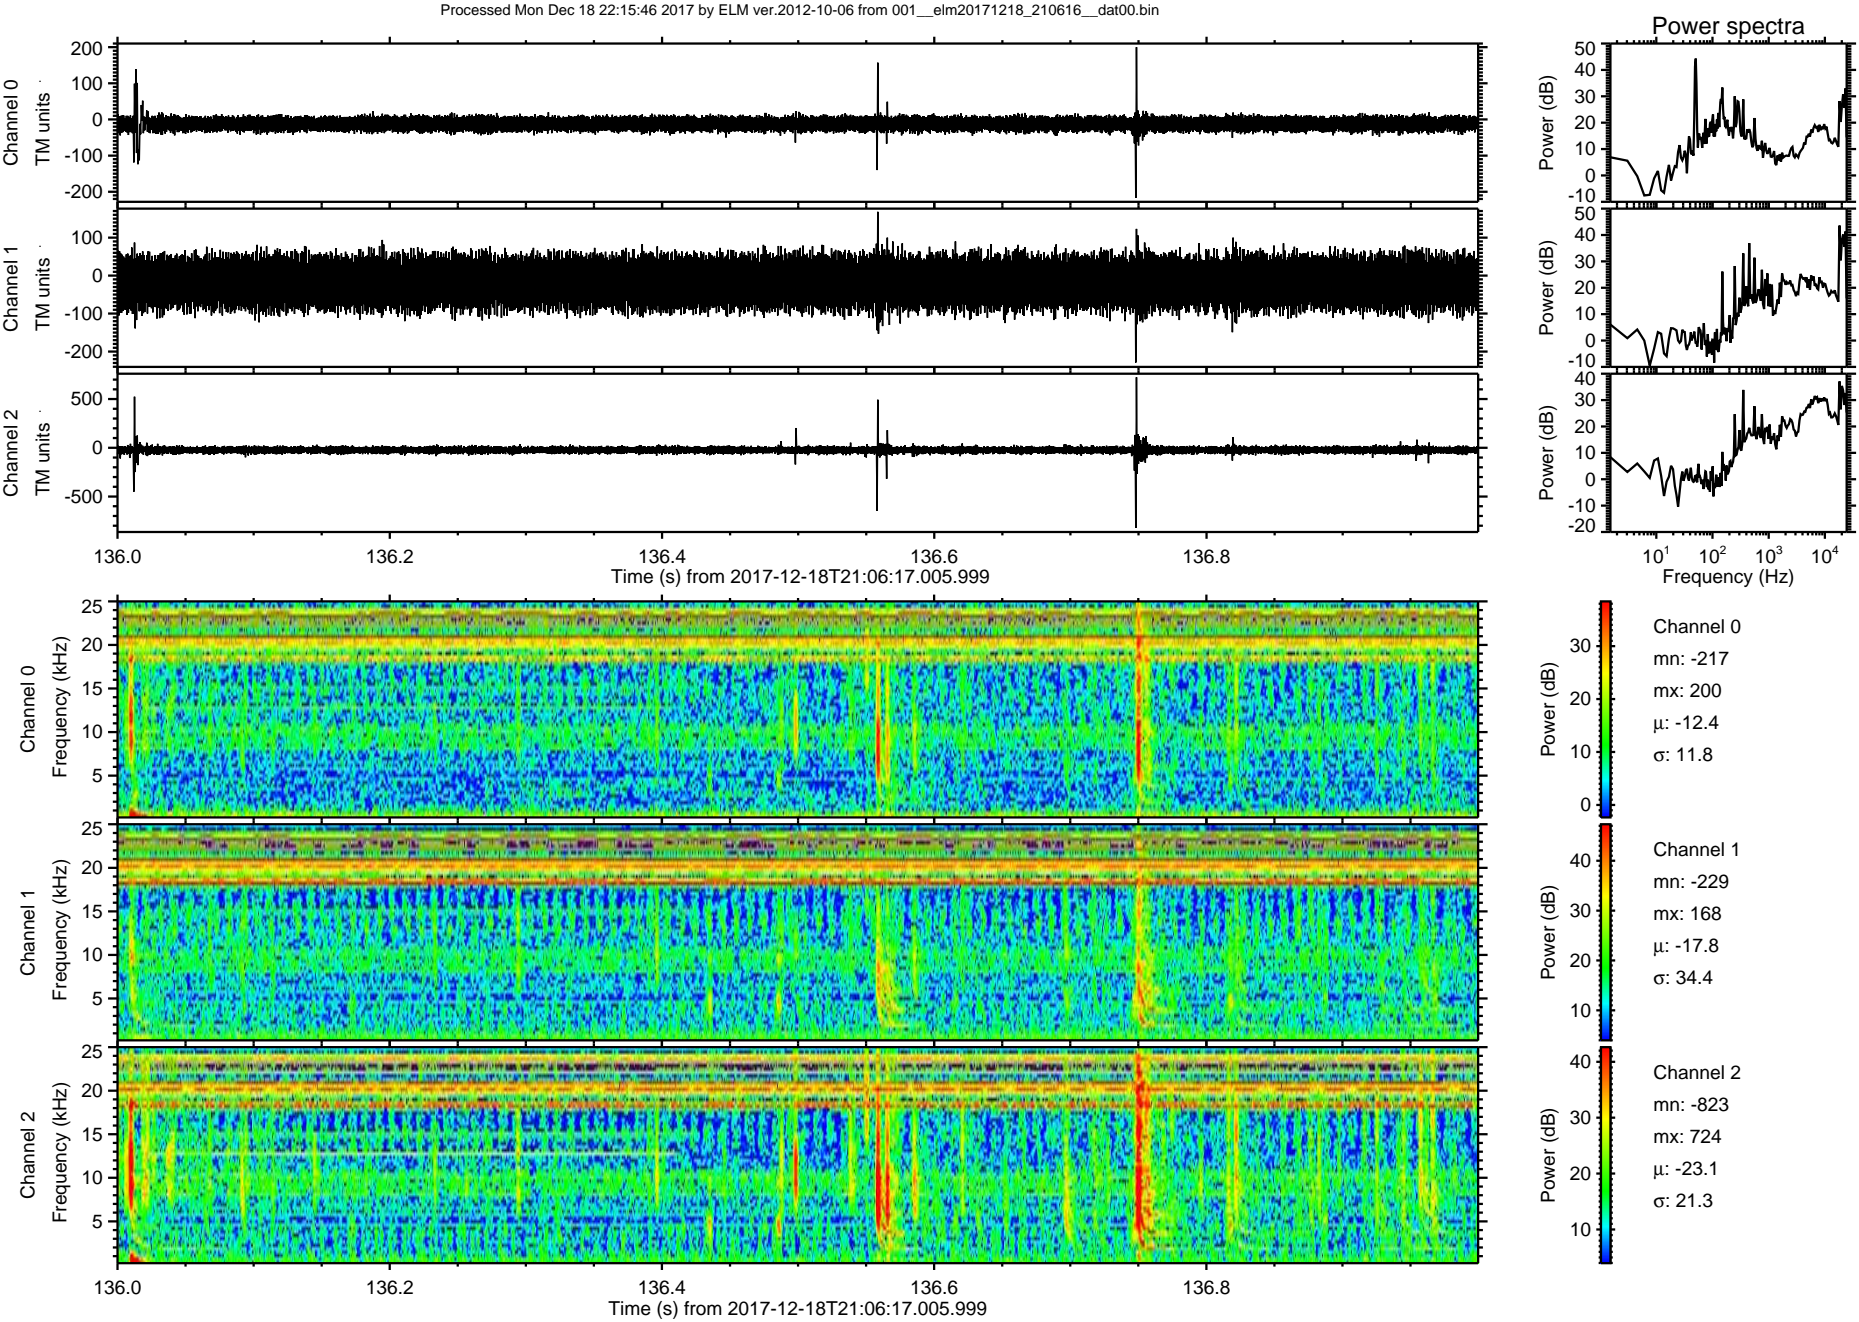 Processed Mon Dec 18 22:15:46 2017 by ELM ver.2012-10-06 from 001__elm20171218_210616__dat00.bin
Power spectra
Channel 0
TM units
200
100
0
-100
-200
Power (dB)
50
40
30
20
10
0
-10
Channel 1
TM units
100
0
-100
-200
Power (dB)
50
40
30
20
10
0
-10
Channel 2
TM units
500
0
-500
Power (dB)
40
30
20
10
0
-10
-20
136.0 136.2 136.4 136.6 136.8
Time (s) from 2017-12-18T21:06:17.005.999
10¹ 10² 10³ 10⁴
Frequency (Hz)
Channel 0
Frequency (kHz)
25
20
15
10
5
Power (dB)
30
20
10
0
Channel 0
mn: -217
mx: 200
µ: -12.4
σ: 11.8
Channel 1
Frequency (kHz)
25
20
15
10
5
Power (dB)
40
30
20
10
Channel 1
mn: -229
mx: 168
µ: -17.8
σ: 34.4
Channel 2
Frequency (kHz)
25
20
15
10
5
Power (dB)
40
30
20
10
Channel 2
mn: -823
mx: 724
µ: -23.1
σ: 21.3
136.0 136.2 136.4 136.6 136.8
Time (s) from 2017-12-18T21:06:17.005.999